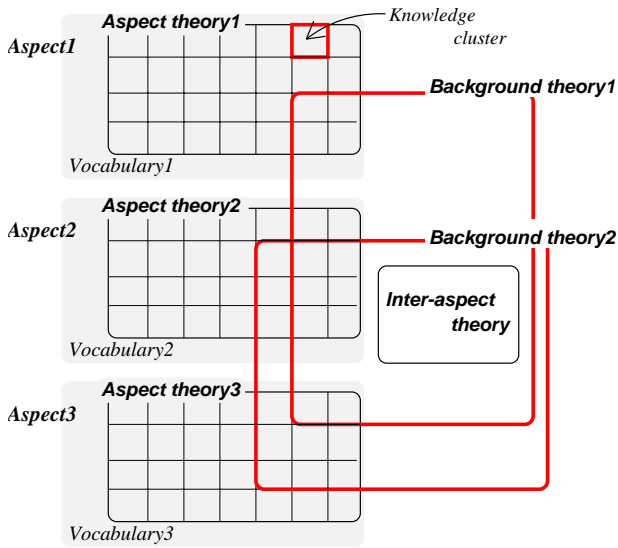 Aspect theory1
Knowledge
cluster
Aspect1
Background theory1
Vocabulary1
Aspect theory2
Aspect2
Background theory2
Inter-aspect
theory
Vocabulary2
Aspect theory3
Aspect3
Vocabulary3